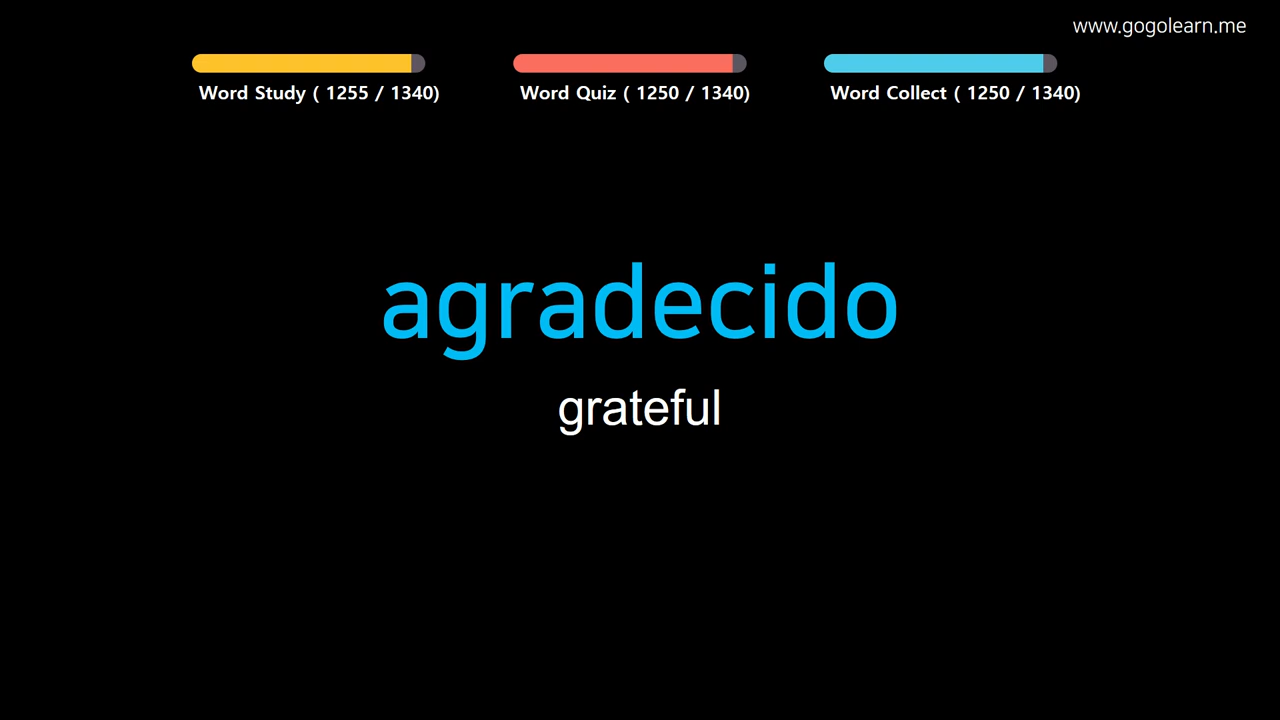 www.gogolearn.me
Word Study ( 1255 / 1340)
Word Quiz ( 1250 / 1340)
Word Collect ( 1250 / 1340)
agradecido
grateful